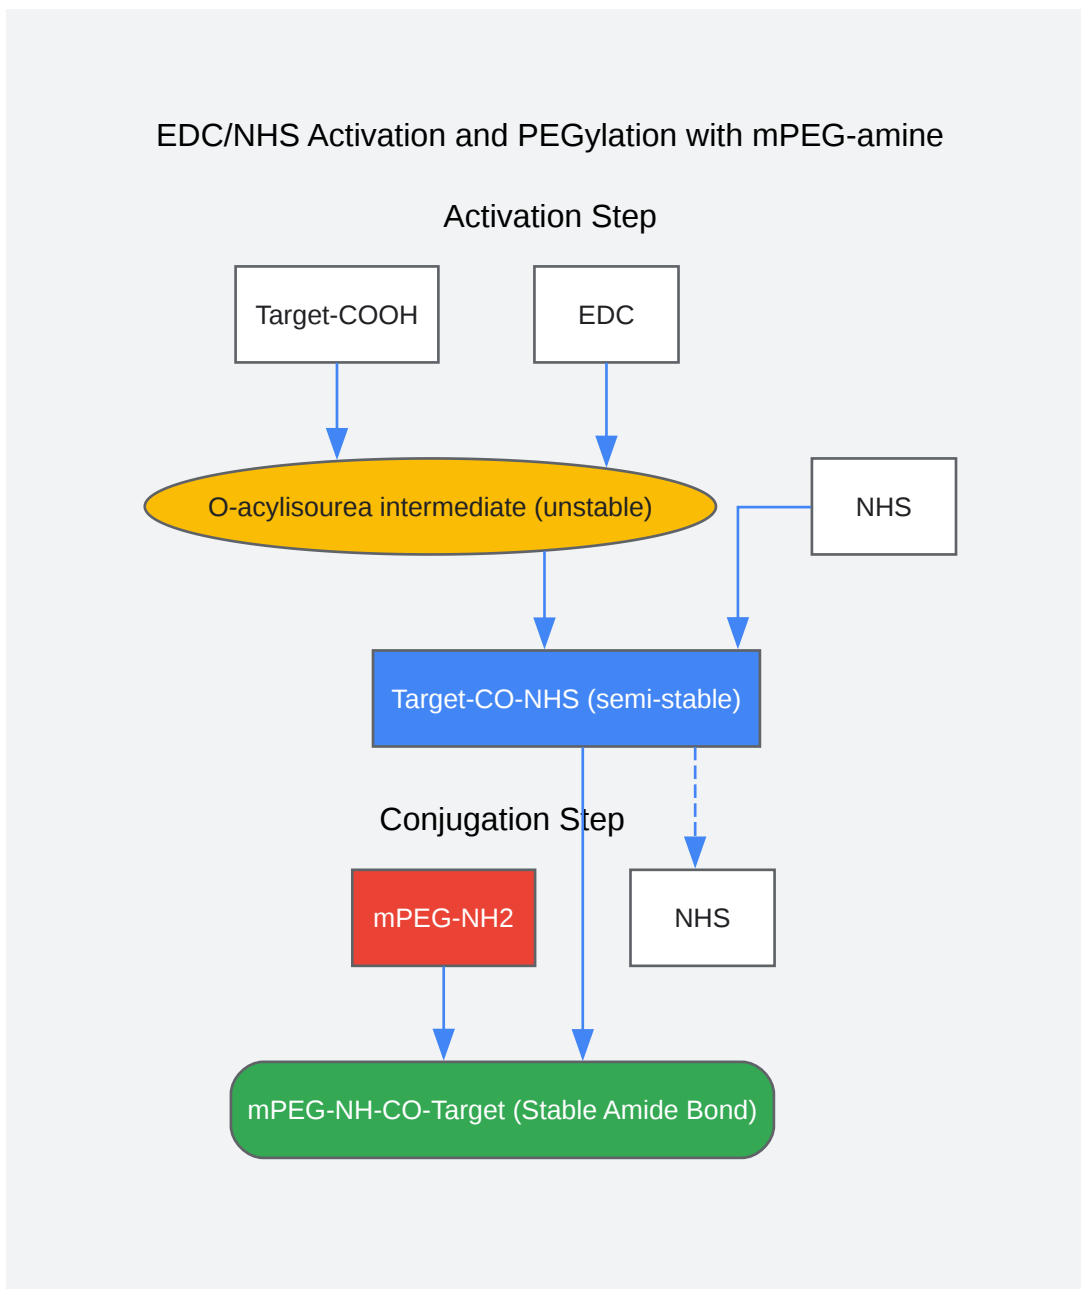 EDC/NHS Activation and PEGylation with mPEG-amine
Activation Step
Target-COOH
EDC
O-acylisourea intermediate (unstable)
NHS
Target-CO-NHS (semi-stable)
Conjugation Step
mPEG-NH2
NHS
mPEG-NH-CO-Target (Stable Amide Bond)